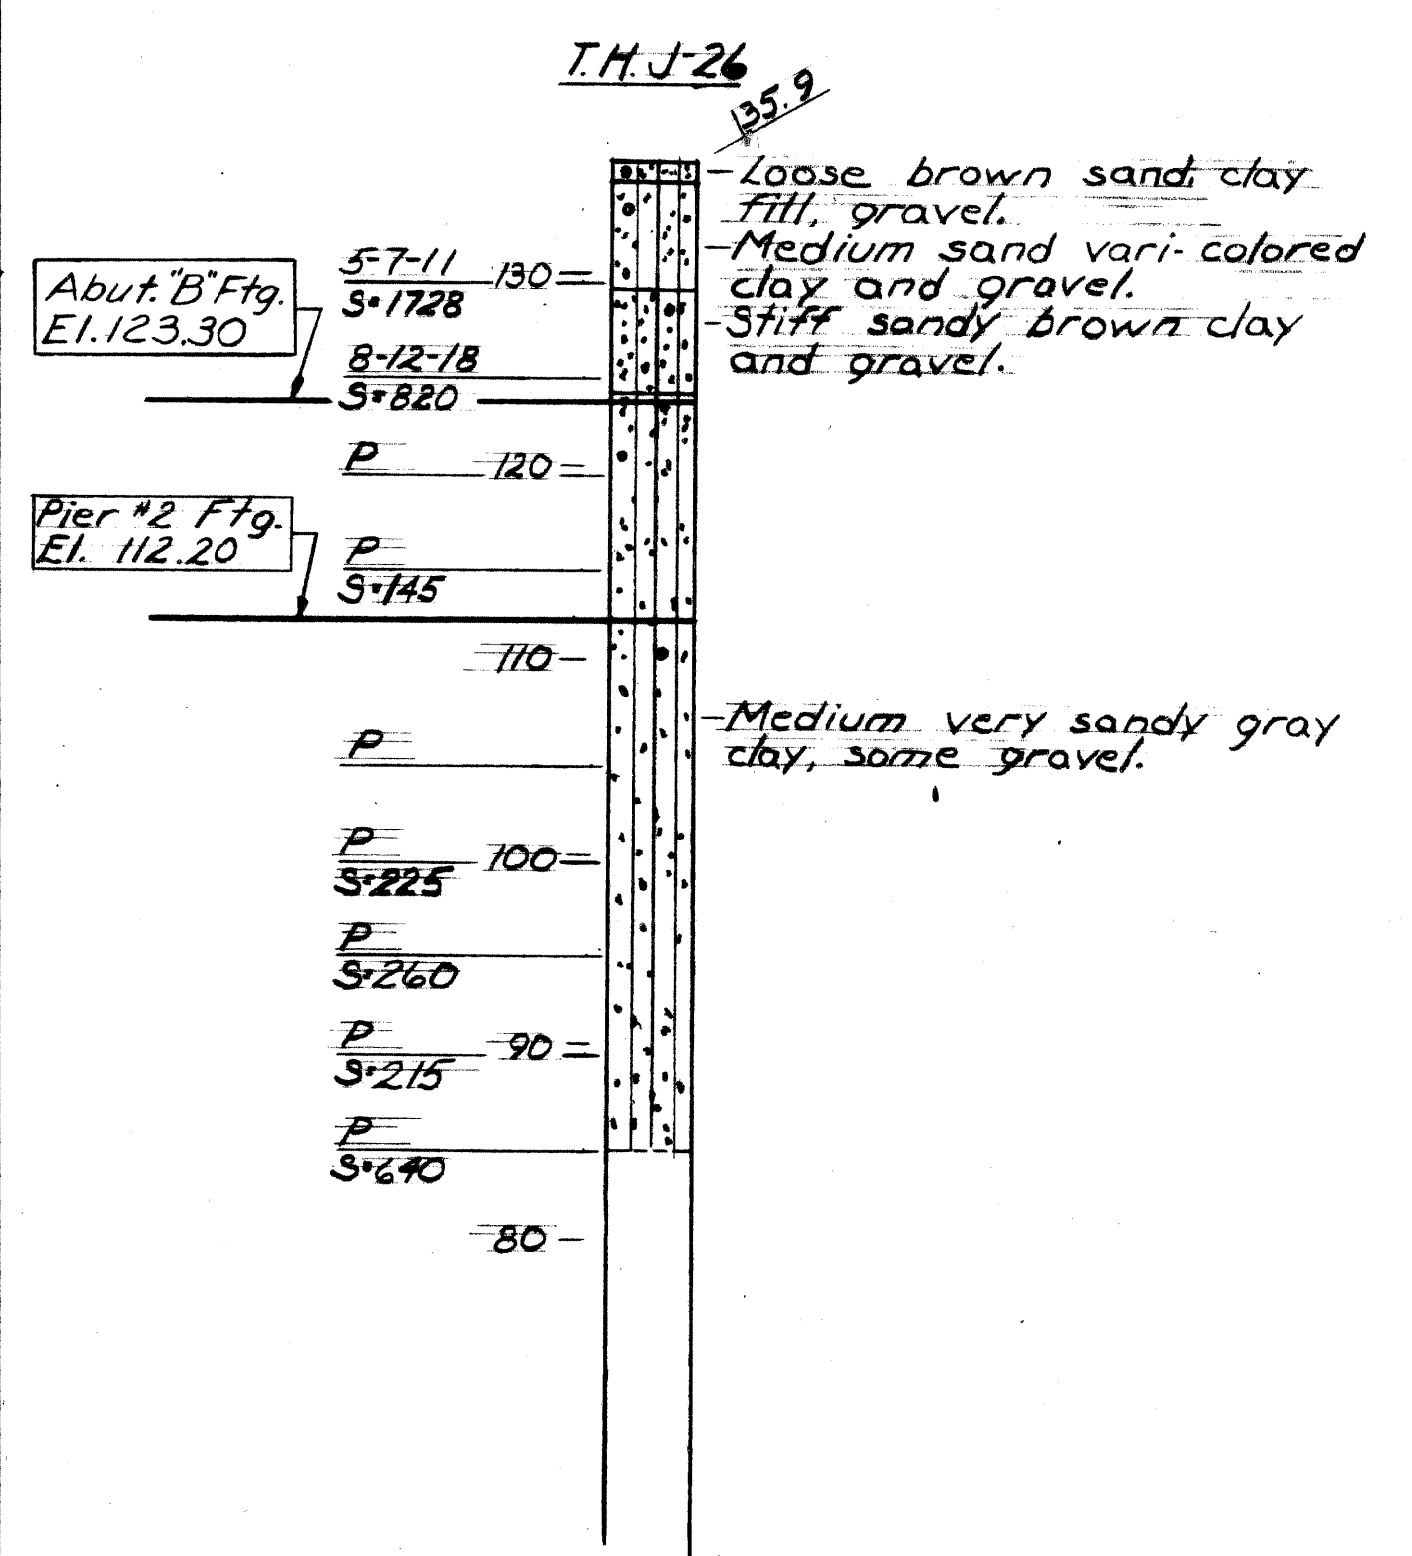 T.H. J-26
135.9
Loose brown sand, clay
fill, gravel.
Medium sand vari-colored
clay and gravel.
Stiff sandy brown clay
and gravel.
5-7-11
130
S=1728
Abut. "B" Ftg.
El. 123.30
8-12-18
S=820
P
120
Pier #2 Ftg.
El. 112.20
P
S=145
110
Medium very sandy gray
clay, some gravel.
P
P
100
S=225
P
S=260
P
90
S=215
P
S=640
80